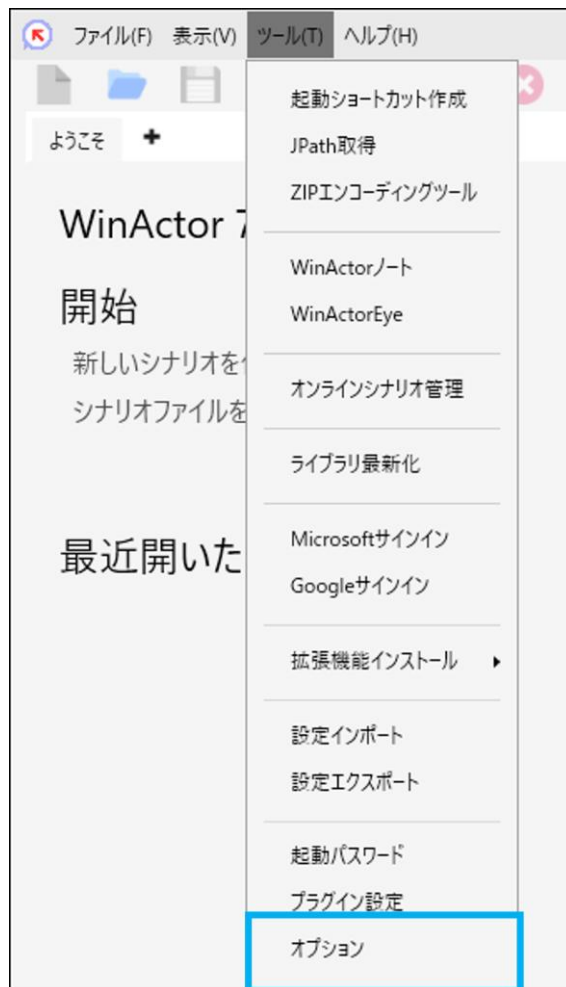 ファイル(F) 表示(V) ツール(T) ヘルプ(H)
ようこそ
WinActor 7
開始
新しいシナリオを
シナリオファイルを
最近開いた
起動ショートカット作成
JPath取得
ZIPエンコーディングツール
WinActorノート
WinActorEye
オンラインシナリオ管理
ライブラリ最新化
Microsoftサインイン
Googleサインイン
拡張機能インストール
設定インポート
設定エクスポート
起動パスワード
プラグイン設定
オプション